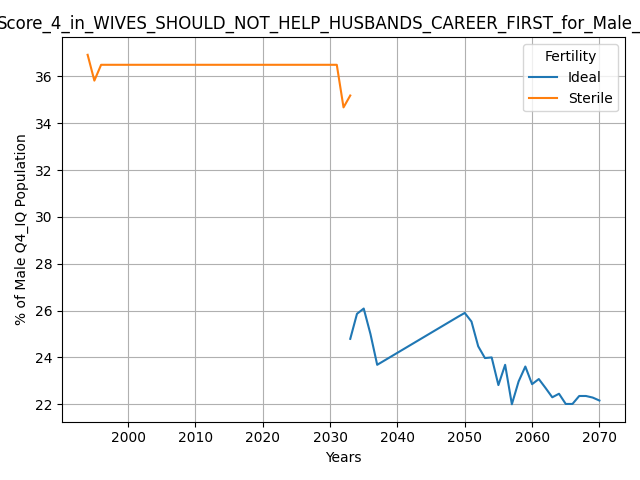 Score_4_in_WIVES_SHOULD_NOT_HELP_HUSBANDS_CAREER_FIRST_for_Male_
% of Male Q4_IQ Population
36
34
32
30
28
26
24
22
Fertility
Ideal
Sterile
2000 2010 2020 2030 2040 2050 2060 2070
Years